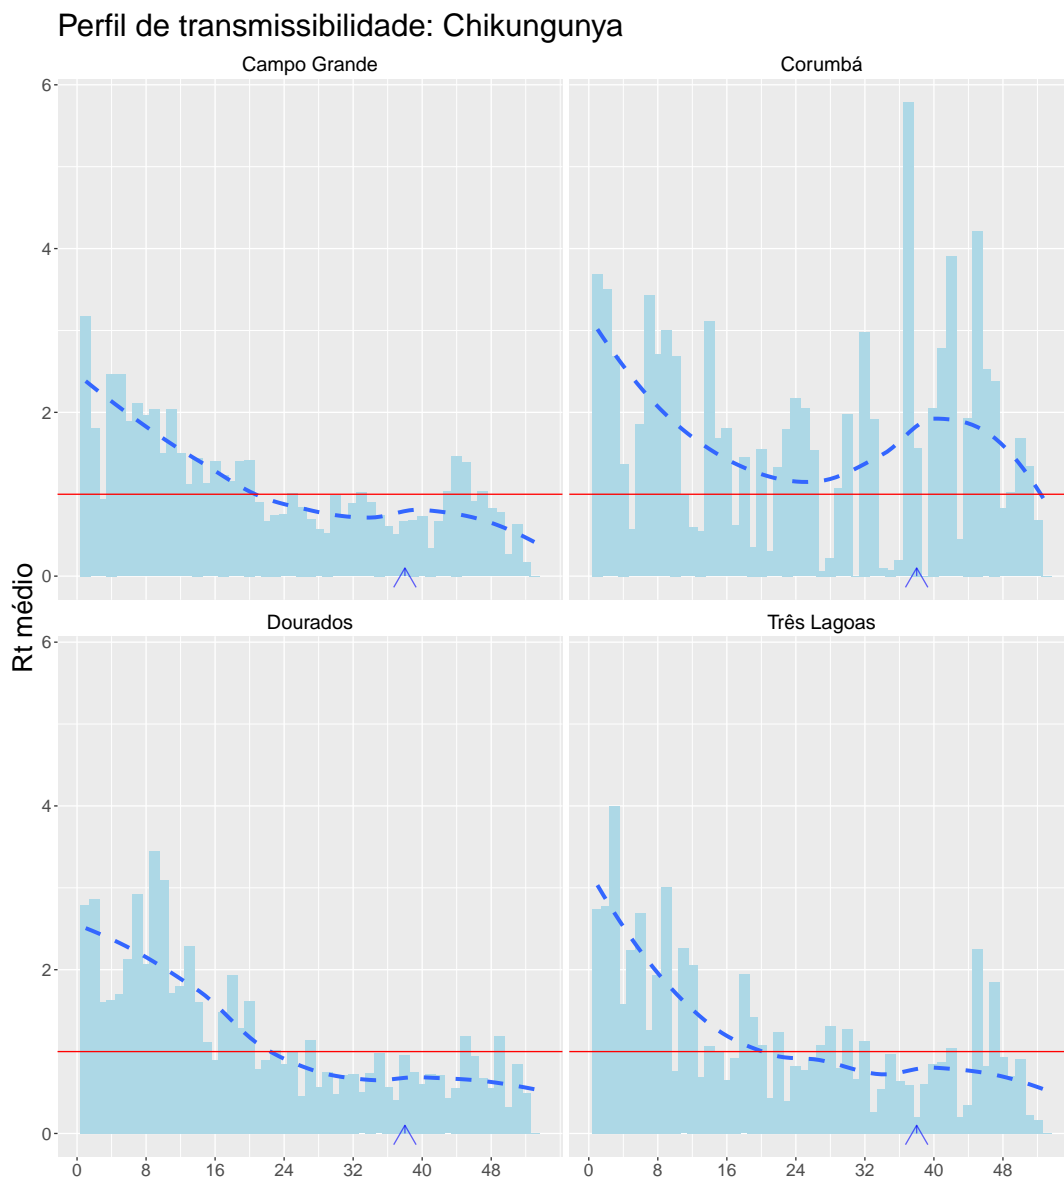 Perfil de transmissibilidade: Chikungunya
Campo Grande
Corumbá
6
4
2
0
Rt médio
Dourados
Três Lagoas
6
4
2
0
0 8 16 24 32 40 48
0 8 16 24 32 40 48